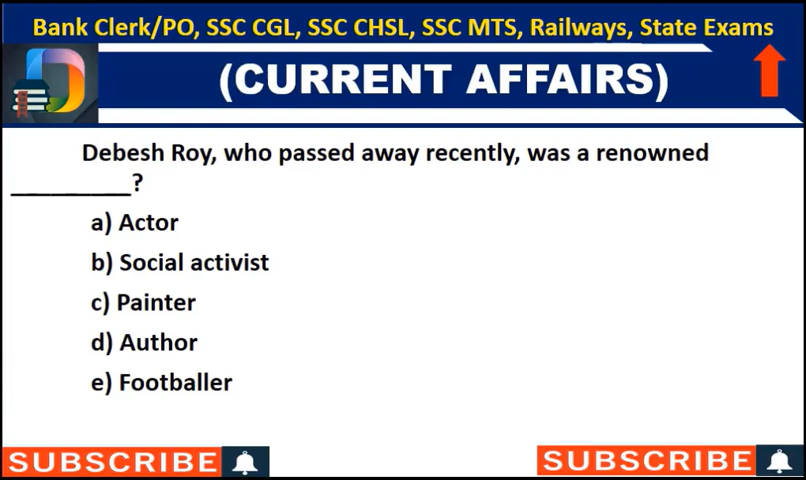 Bank Clerk/PO, SSC CGL, SSC CHSL, SSC MTS, Railways, State Exams
(CURRENT AFFAIRS)
Debesh Roy, who passed away recently, was a renowned
_________?
a) Actor
b) Social activist
c) Painter
d) Author
e) Footballer
SUBSCRIBE SUBSCRIBE